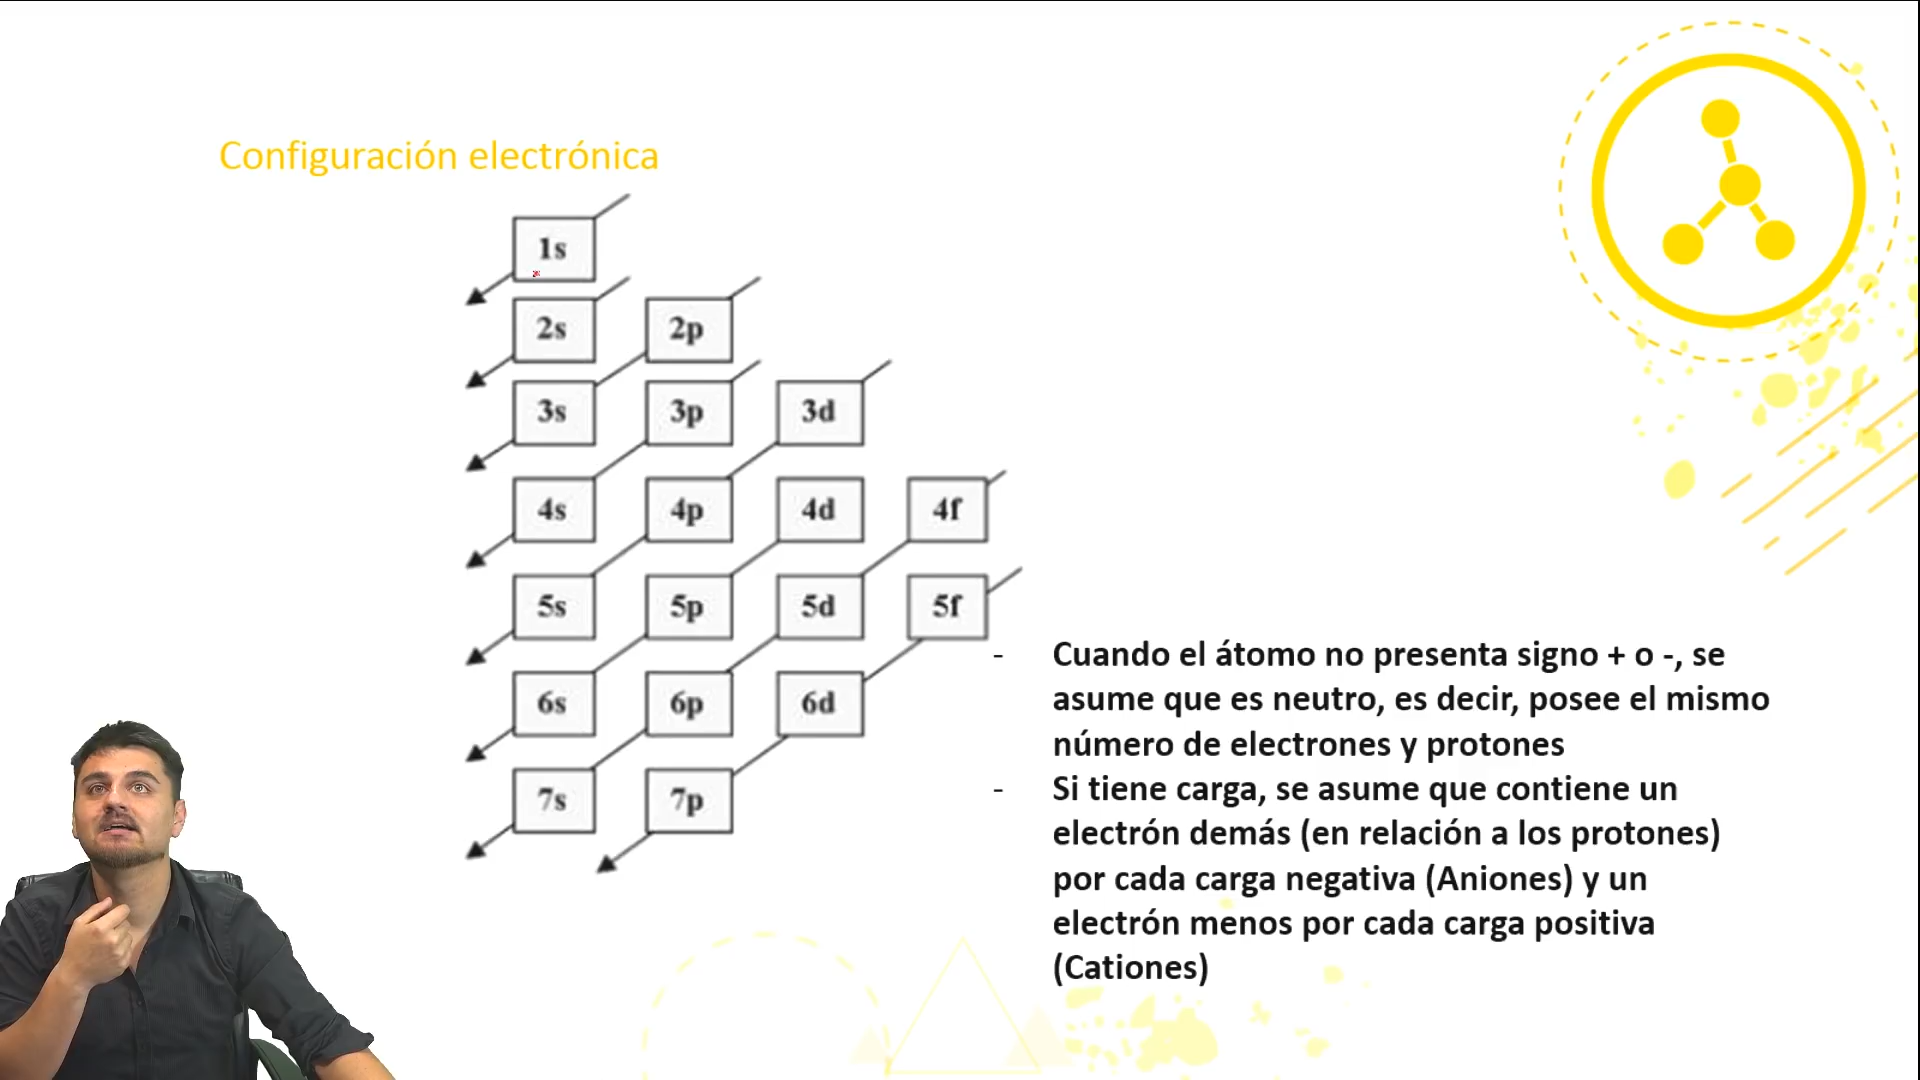 Configuración electrónica
1s
2s 2p
3s 3p 3d
4s 4p 4d 4f
5s 5p 5d 5f
6s 6p 6d
7s 7p
- Cuando el átomo no presenta signo + o -, se
asume que es neutro, es decir, posee el mismo
número de electrones y protones
- Si tiene carga, se asume que contiene un
electrón demás (en relación a los protones)
por cada carga negativa (Aniones) y un
electrón menos por cada carga positiva
(Cationes)